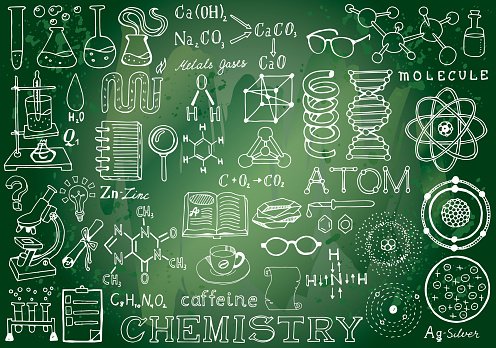 Ca(OH)2
Na2CO3
CaCO3
CaO
Metals gases
MOLECULE
H2O
Q1
O
H H
H
H H
H H
H
Zn-Zinc
C + O2 → CO2
ATOM
?
CH3
O
N
CH3
N
N
O
N
CH3
H
H-N-H
H
caffeine
CHEMISTRY
Ag-Silver